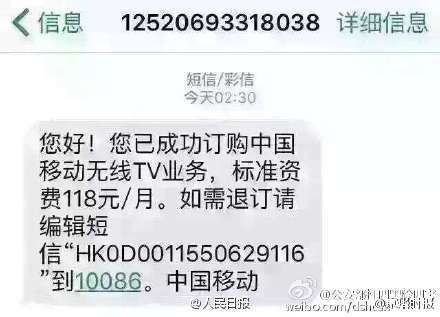 信息
12520693318038
详细信息
短信/彩信
今天02:30
您好！您已成功订购中国
移动无线TV业务，标准资
费118元/月。如需退订请
编辑短
信“HK0D0011550629116
”到10086。中国移动
@人民日报
weibo.com/dshcsx